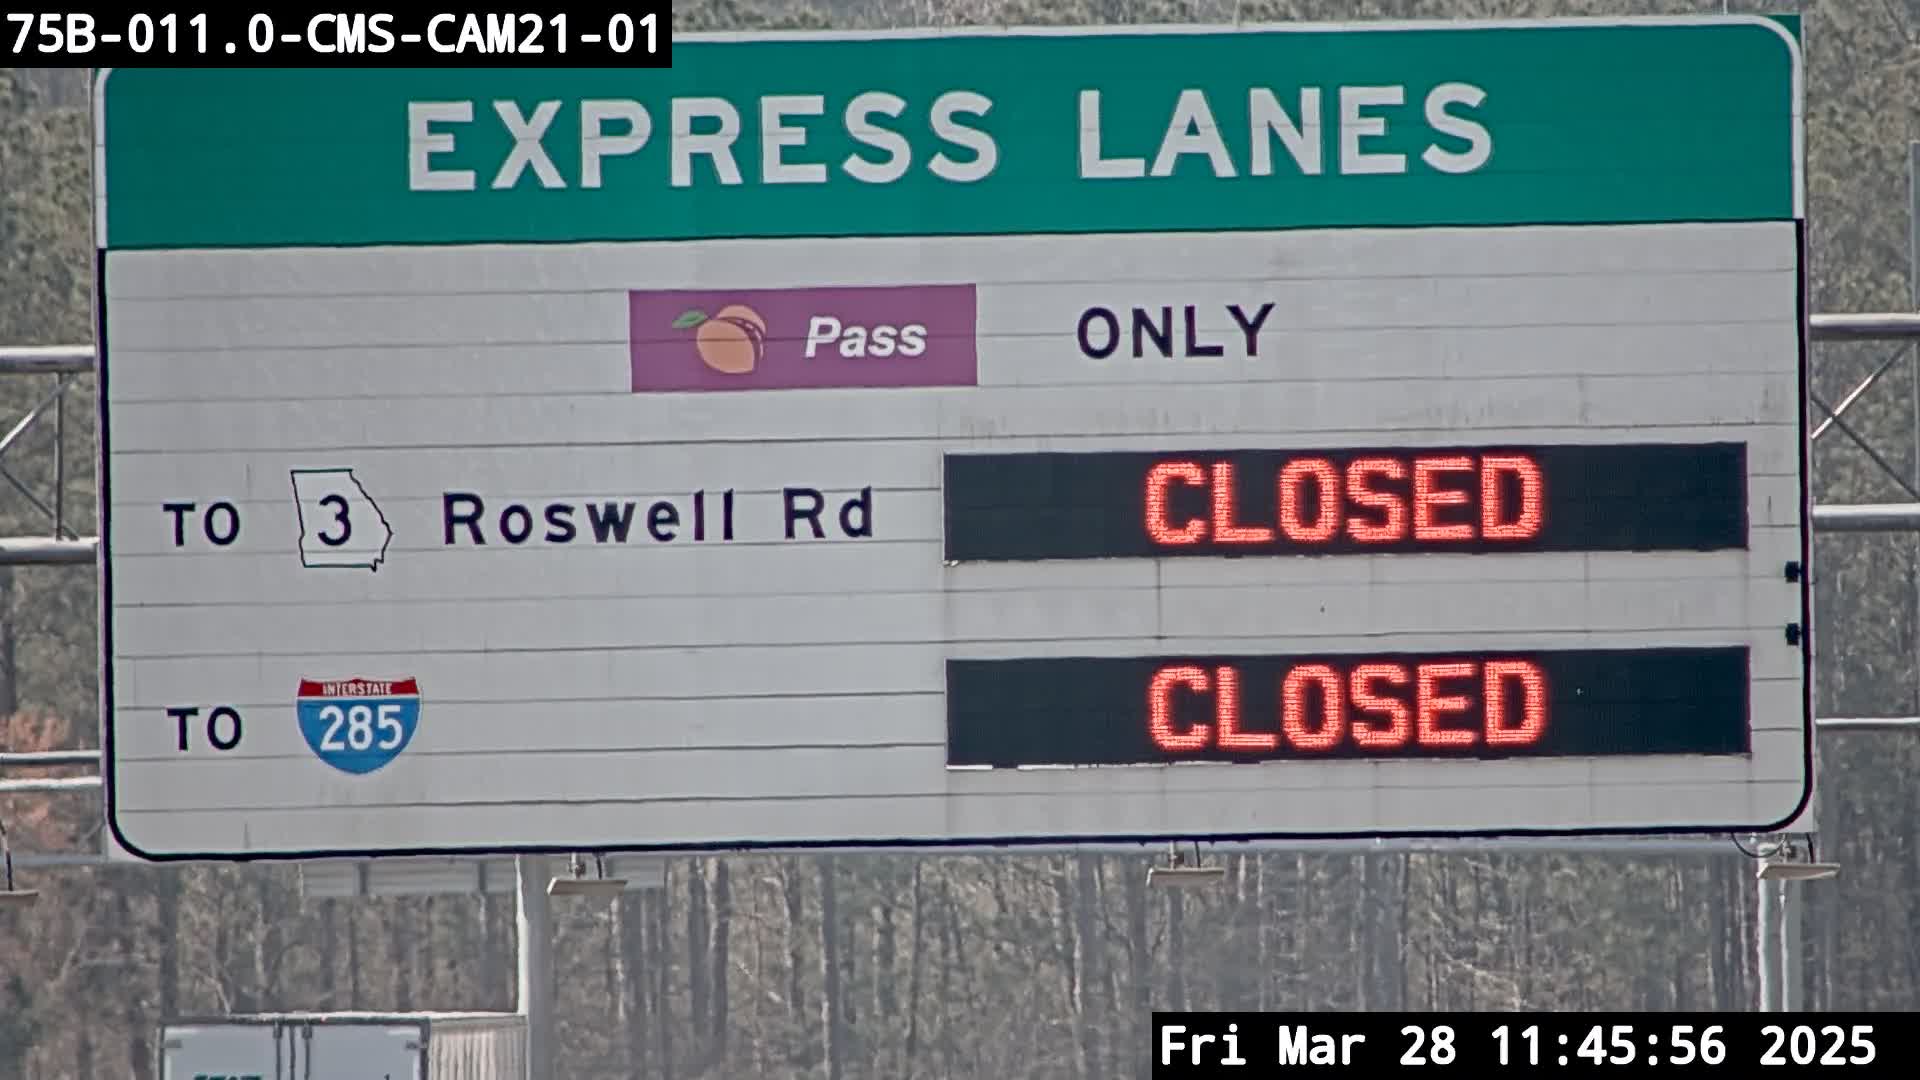 75B-011.0-CMS-CAM21-01
EXPRESS LANES
Pass ONLY
TO 3 Roswell Rd CLOSED
INTERSTATE
TO 285 CLOSED
Fri Mar 28 11:45:56 2025